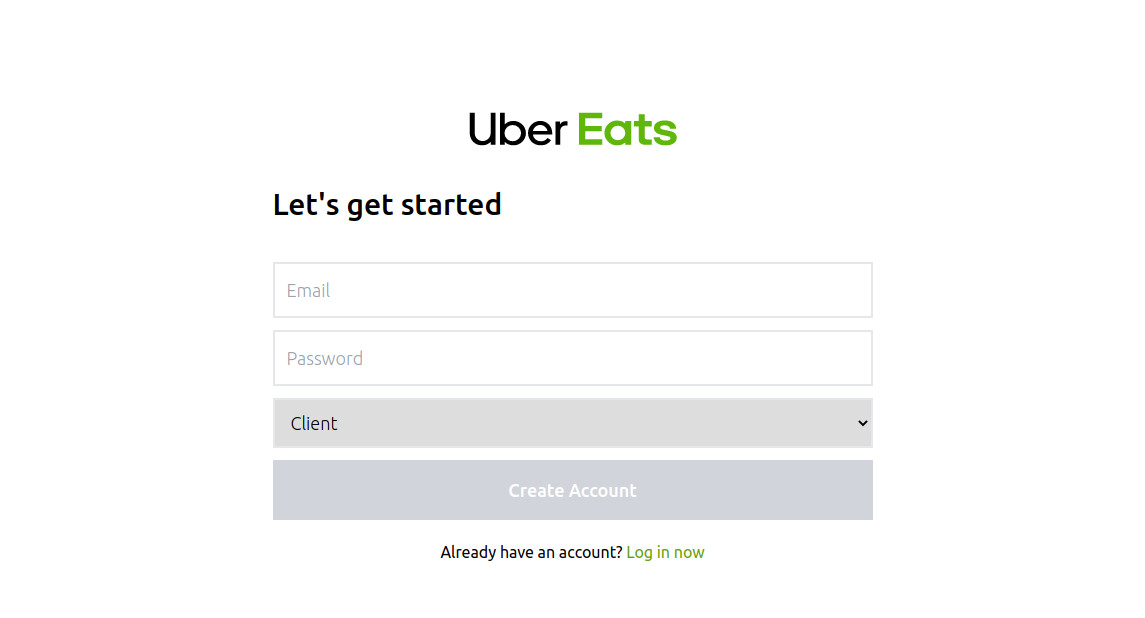 Uber Eats
Let's get started
Email
Password
Client
Create Account
Already have an account? Log in now